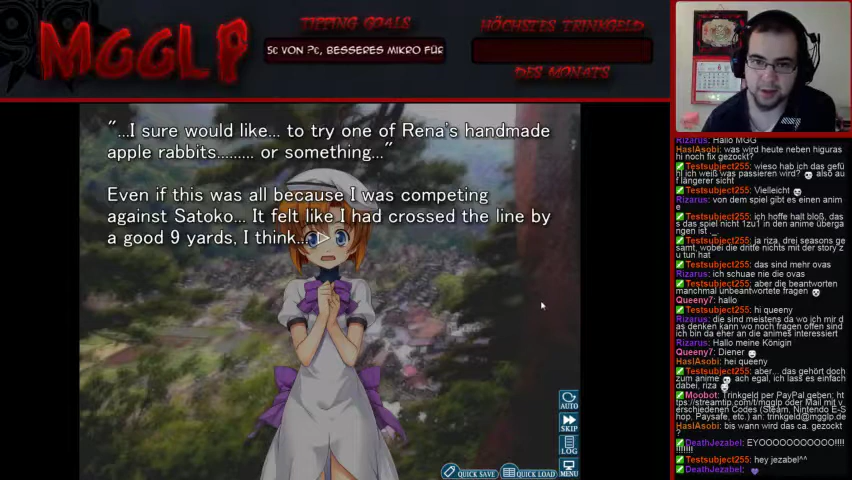 MGGLP
TIPPING GOALS
5€ VON ?€, BESSERES MIKRO FÜR
HÖCHSTES TRINKGELD
DES MONATS
"...I sure would like... to try one of Rena's handmade
apple rabbits......... or something..."
Even if this was all because I was competing
against Satoko... It felt like I had crossed the line by
a good 9 yards, I think...
AUTO
SKIP
LOG
MENU
QUICK SAVE
QUICK LOAD
Rizarus: Hallo MGG
HasiAsobi: was wird heute neben higuras
hi noch fix gezockt?
Testsubject255: wieso hab ich das gefü
hl ich weiß was passieren wird? also au
f längerer sicht
Testsubject255: Vielleicht
Rizarus: von dem spiel gibt es einen anim
e
Testsubject255: ich hoffe halt bloß, das
s das spiel nicht 1zu1 in den anime überga
ngen ist ._.
Testsubject255: ja riza, drei seasons ge
samt, wobei die dritte nichts mit der story z
u tun hat
Testsubject255: das sind mehr ovas
Rizarus: ich schuae nie die ovas
Testsubject255: aber die beantworten
manchmal unbeantwortete fragen
Queeny7: hallo
Testsubject255: hi queeny
Rizarus: die sind meistens da wo ich mir d
as denken kann wo noch fragen offen sind
ich bin da eher an die animes interessiert
Rizarus: Hallo meine Königin
Queeny7: Diener
Testsubject255: hei queeny
Testsubject255: aber... das gehört doch
zum anime ach egal, ich lass es einfach
dabei, riza
Moobot: Trinkgeld per PayPal geben: ht
tps://streamtip.com/t/mgglp oder Mail mit v
erschiedenen Codes (Steam, Nintendo E-S
hop, Paysafe, etc.) an: trinkgeld@mgglp.de
HasiAsobi: bis wann wird das ca. gezockt
?
DeathJezabel: EYOOOOOOOOOO!!!!!
!!!!!!!!
Testsubject255: hey jezabel^^
DeathJezabel: